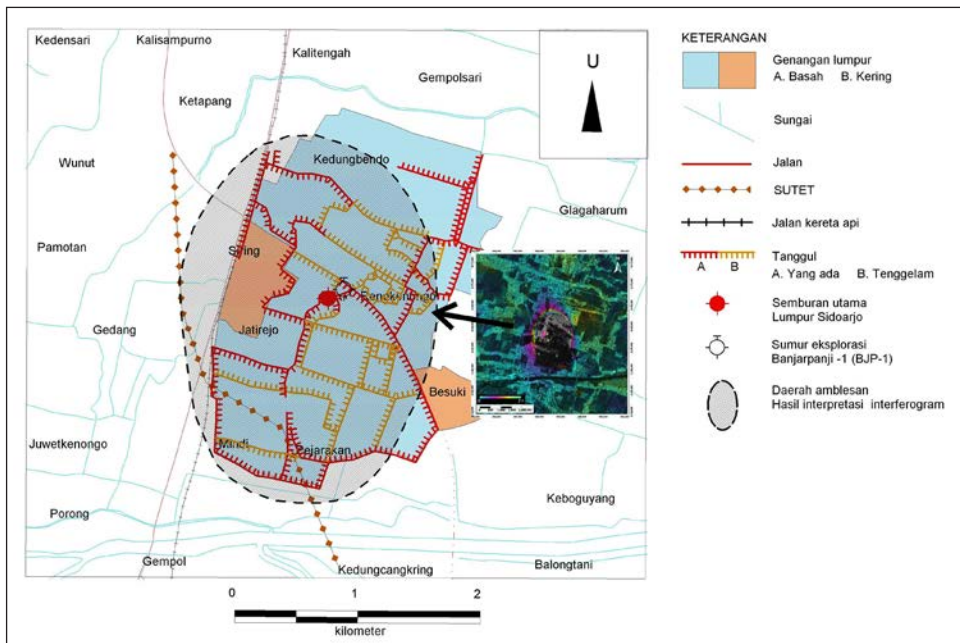 Kedensari
Kalisampurno
Kalitengah
Gempolsari
Ketapang
Wunut
Kedungbendo
Glagaharum
Pamotan
Siring
Renokenongo
Gedang
Jatirejo
Besuki
Juwetkenongo
Mindi
Pejarakan
Keboguyang
Porong
Gempol
Kedungcangkring
Balongtani
U
0 1 2
kilometer
KETERANGAN
Genangan lumpur
A. Basah B. Kering
Sungai
Jalan
SUTET
Jalan kereta api
Tanggul
A B
A. Yang ada B. Tenggelam
Semburan utama
Lumpur Sidoarjo
Sumur eksplorasi
Banjarpanji -1 (BJP-1)
Daerah amblesan
Hasil interpretasi interferogram